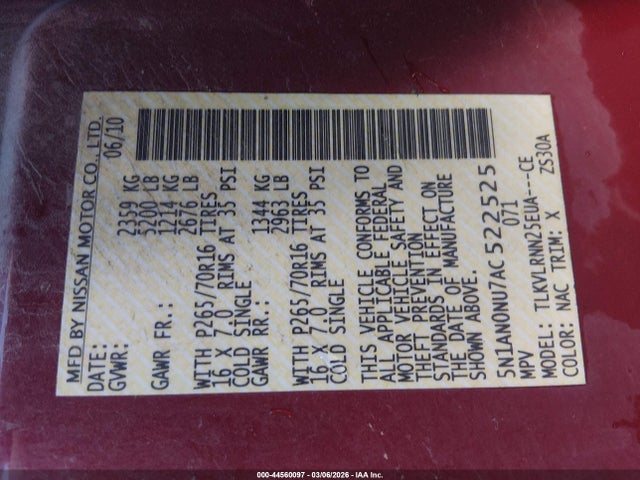 MFD BY NISSAN MOTOR CO., LTD.
DATE: 06/10
GVWR: 2359 KG
5200 LB
GAWR FR.: 1214 KG
2676 LB
WITH P265/70R16 TIRES
16 X 7.0 RIMS AT 35 PSI
COLD SINGLE
GAWR RR.: 1344 KG
2963 LB
WITH P265/70R16 TIRES
16 X 7.0 RIMS AT 35 PSI
COLD SINGLE
THIS VEHICLE CONFORMS TO
ALL APPLICABLE FEDERAL
MOTOR VEHICLE SAFETY AND
THEFT PREVENTION
STANDARDS IN EFFECT ON
THE DATE OF MANUFACTURE
SHOWN ABOVE.
5N1AN0NU7AC522525
MPV 071
MODEL: TLKVLRNN25EUA---CE
COLOR: NAC TRIM: X ZS30A
000-44560097 - 03/06/2026 - IAA Inc.